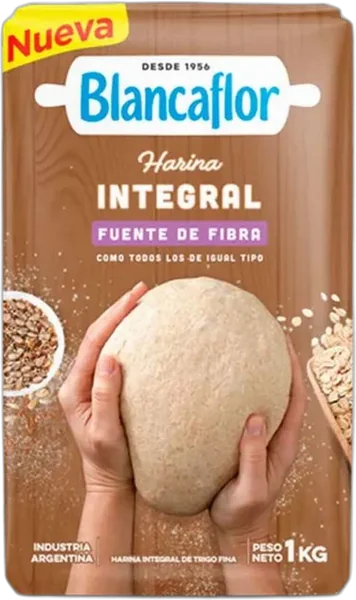 Nueva
DESDE 1956
Blancaflor
Harina
INTEGRAL
FUENTE DE FIBRA
COMO TODOS LOS DE IGUAL TIPO
INDUSTRIA
ARGENTINA
HARINA INTEGRAL DE TRIGO FINA
PESO
NETO 1KG